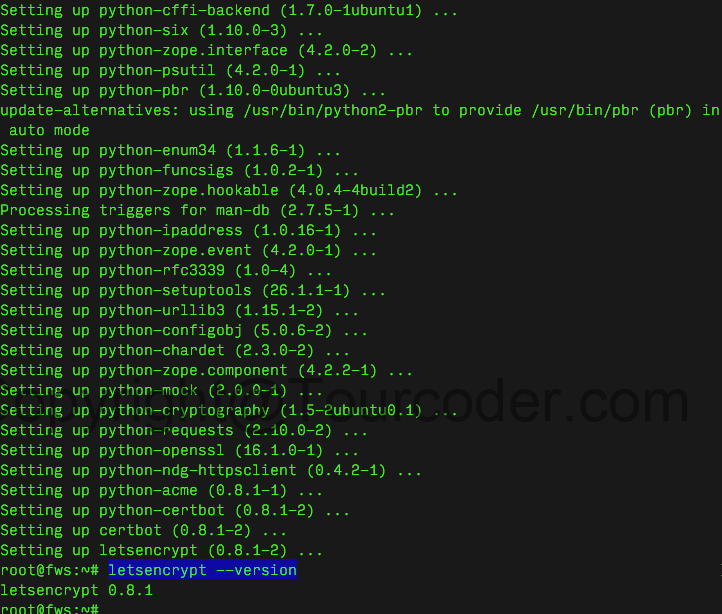 Setting up python-cffi-backend (1.7.0-1ubuntu1) ...
Setting up python-six (1.10.0-3) ...
Setting up python-zope.interface (4.2.0-2) ...
Setting up python-psutil (4.2.0-1) ...
Setting up python-pbr (1.10.0-0ubuntu3) ...
update-alternatives: using /usr/bin/python2-pbr to provide /usr/bin/pbr (pbr) in
 auto mode
Setting up python-enum34 (1.1.6-1) ...
Setting up python-funcsigs (1.0.2-1) ...
Setting up python-zope.hookable (4.0.4-4build2) ...
Processing triggers for man-db (2.7.5-1) ...
Setting up python-ipaddress (1.0.16-1) ...
Setting up python-zope.event (4.2.0-1) ...
Setting up python-rfc3339 (1.0-4) ...
Setting up python-setuptools (26.1.1-1) ...
Setting up python-urllib3 (1.15.1-2) ...
Setting up python-configobj (5.0.6-2) ...
Setting up python-chardet (2.3.0-2) ...
Setting up python-zope.component (4.2.2-1) ...
Setting up python-mock (2.0.0-1) ...
copyright@Tourcoder.com
Setting up python-cryptography (1.5-2ubuntu0.1) ...
Setting up python-requests (2.10.0-2) ...
Setting up python-openssl (16.1.0-1) ...
Setting up python-ndg-httpsclient (0.4.2-1) ...
Setting up python-acme (0.8.1-1) ...
Setting up python-certbot (0.8.1-2) ...
Setting up certbot (0.8.1-2) ...
Setting up letsencrypt (0.8.1-2) ...
root@fws:~# letsencrypt --version
letsencrypt 0.8.1
root@fws:~#